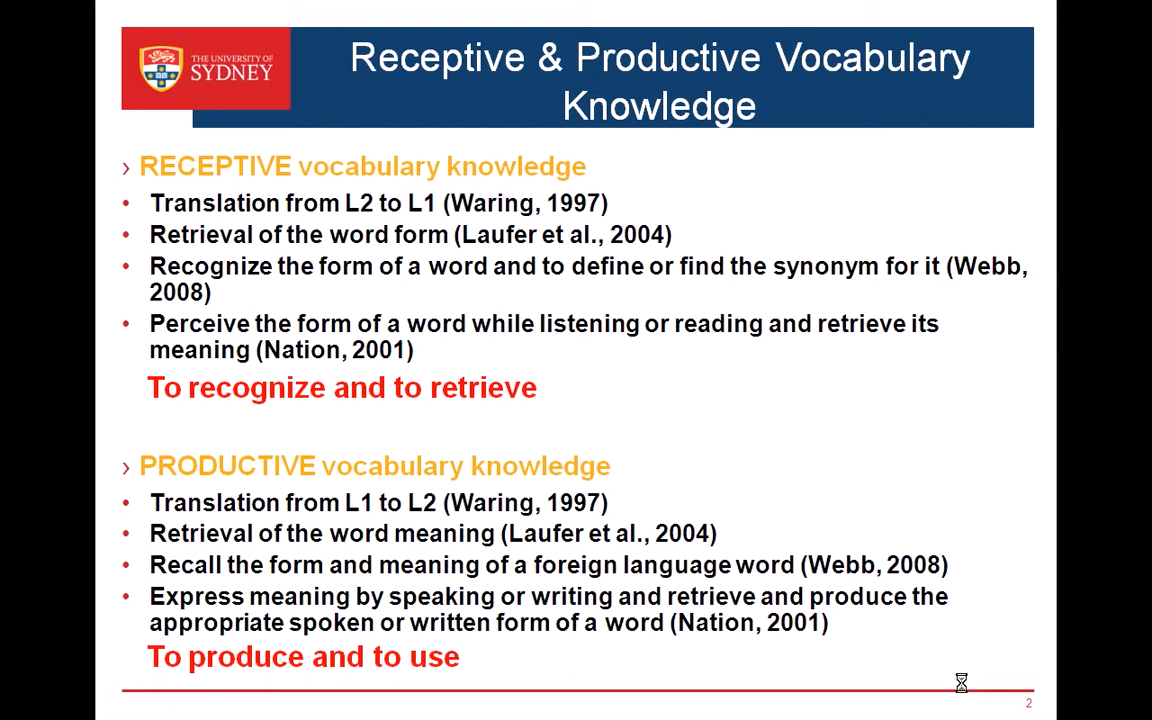 THE UNIVERSITY OF
SYDNEY
Receptive & Productive Vocabulary
Knowledge
› RECEPTIVE vocabulary knowledge
• Translation from L2 to L1 (Waring, 1997)
• Retrieval of the word form (Laufer et al., 2004)
• Recognize the form of a word and to define or find the synonym for it (Webb,
2008)
• Perceive the form of a word while listening or reading and retrieve its
meaning (Nation, 2001)
To recognize and to retrieve
› PRODUCTIVE vocabulary knowledge
• Translation from L1 to L2 (Waring, 1997)
• Retrieval of the word meaning (Laufer et al., 2004)
• Recall the form and meaning of a foreign language word (Webb, 2008)
• Express meaning by speaking or writing and retrieve and produce the
appropriate spoken or written form of a word (Nation, 2001)
To produce and to use
2